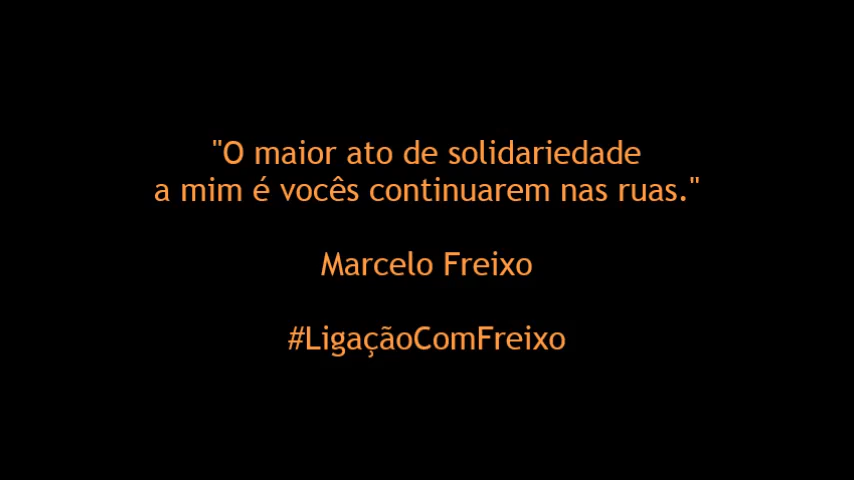 "O maior ato de solidariedade
a mim é vocês continuarem nas ruas."
Marcelo Freixo
#LigaçãoComFreixo